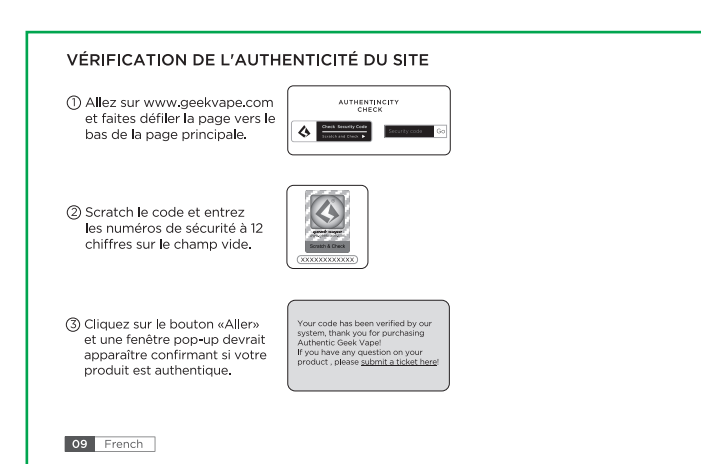 VÉRIFICATION DE L'AUTHENTICITÉ DU SITE
① Allez sur www.geekvape.com
et faites défiler la page vers le
bas de la page principale.
AUTHENTINCITY
CHECK
Check Security Code
Scratch and Check ▶
Security code
Go
② Scratch le code et entrez
les numéros de sécurité à 12
chiffres sur le champ vide.
geek vape
Scratch & Check
XXXXXXXXXXXX
③ Cliquez sur le bouton «Aller»
et une fenêtre pop-up devrait
apparaître confirmant si votre
produit est authentique.
Your code has been verified by our
system, thank you for purchasing
Authentic Geek Vape!
If you have any question on your
product , please submit a ticket here!
09 French